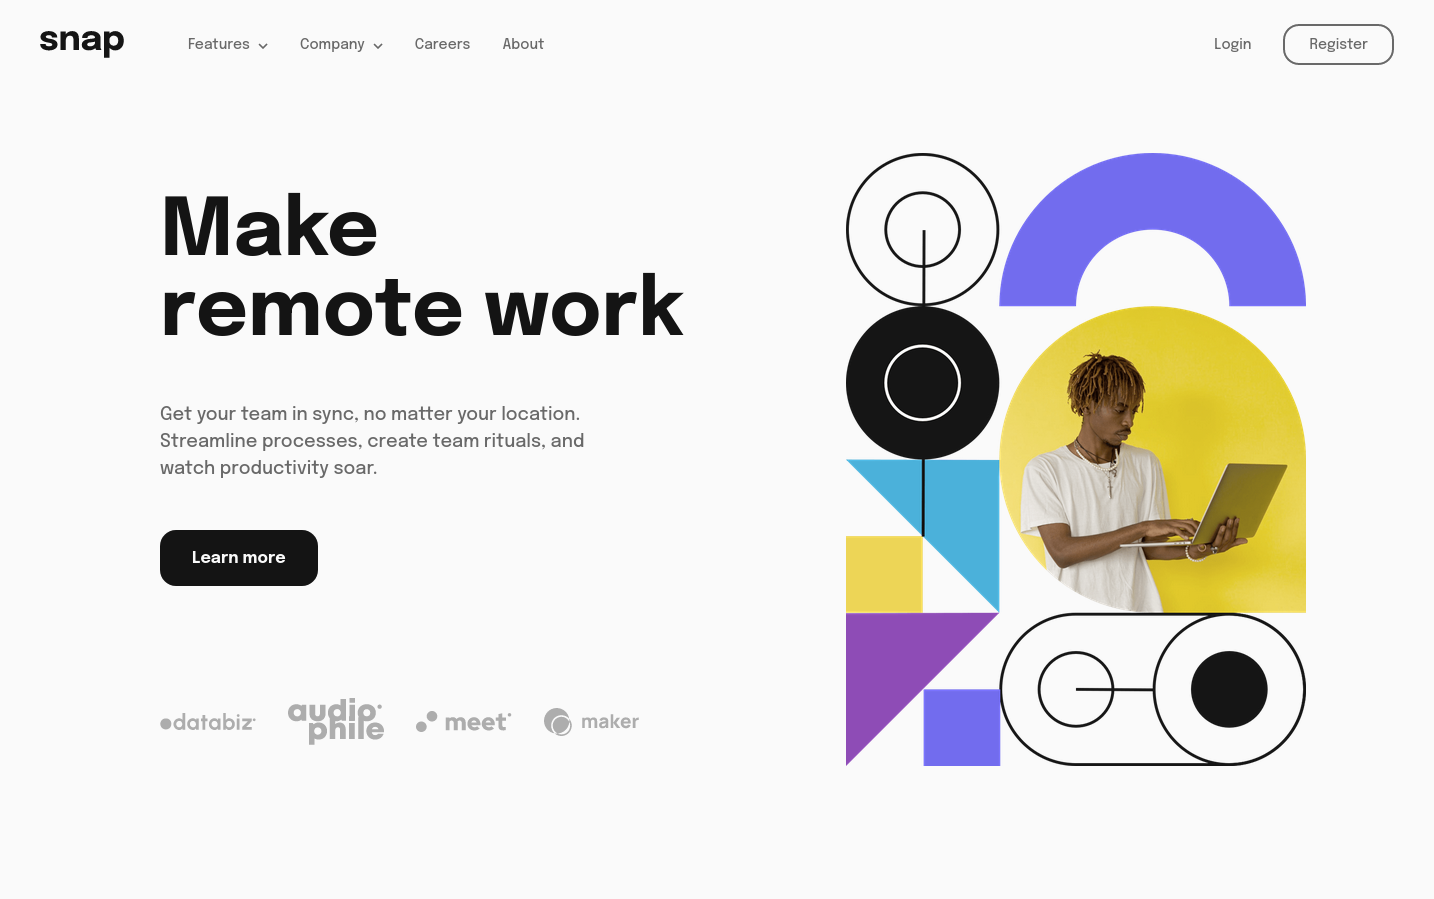 snap
Features
Company
Careers
About
Login
Register
Make
remote work
Get your team in sync, no matter your location.
Streamline processes, create team rituals, and
watch productivity soar.
Learn more
databiz
audio
phile
meet
maker